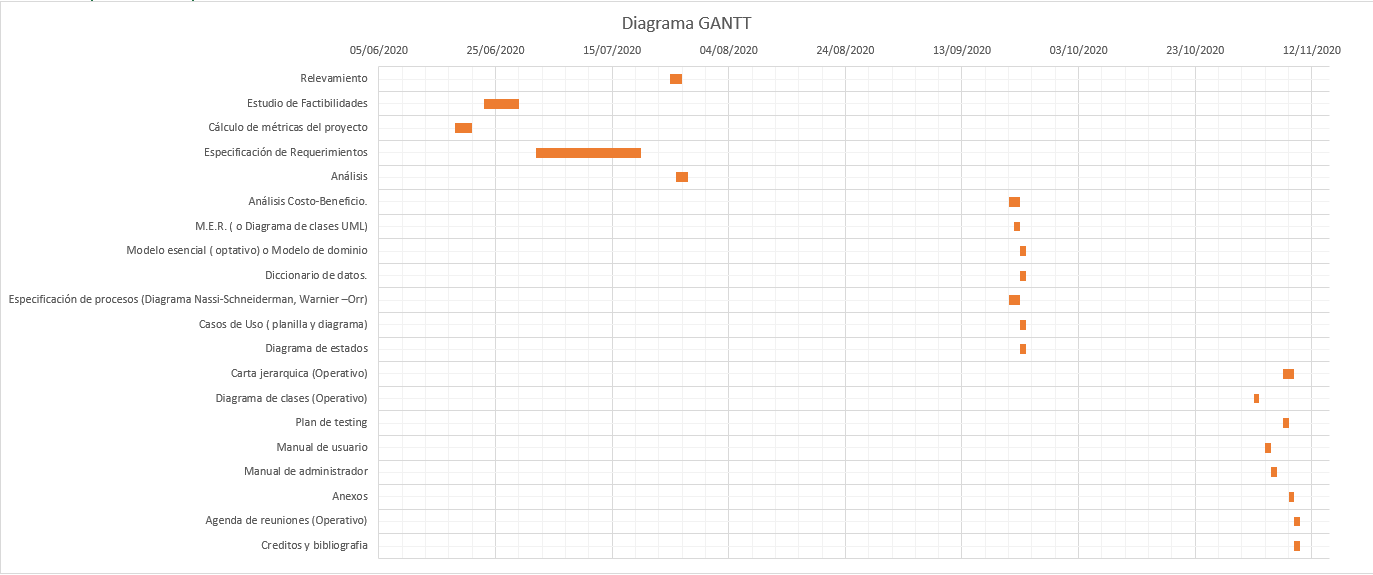 Diagrama GANTT
05/06/2020 25/06/2020 15/07/2020 04/08/2020 24/08/2020 13/09/2020 03/10/2020 23/10/2020 12/11/2020
Relevamiento
Estudio de Factibilidades
Cálculo de métricas del proyecto
Especificación de Requerimientos
Análisis
Análisis Costo-Beneficio.
M.E.R. ( o Diagrama de clases UML)
Modelo esencial ( optativo) o Modelo de dominio
Diccionario de datos.
Especificación de procesos (Diagrama Nassi-Schneiderman, Warnier –Orr)
Casos de Uso ( planilla y diagrama)
Diagrama de estados
Carta jerarquica (Operativo)
Diagrama de clases (Operativo)
Plan de testing
Manual de usuario
Manual de administrador
Anexos
Agenda de reuniones (Operativo)
Creditos y bibliografia